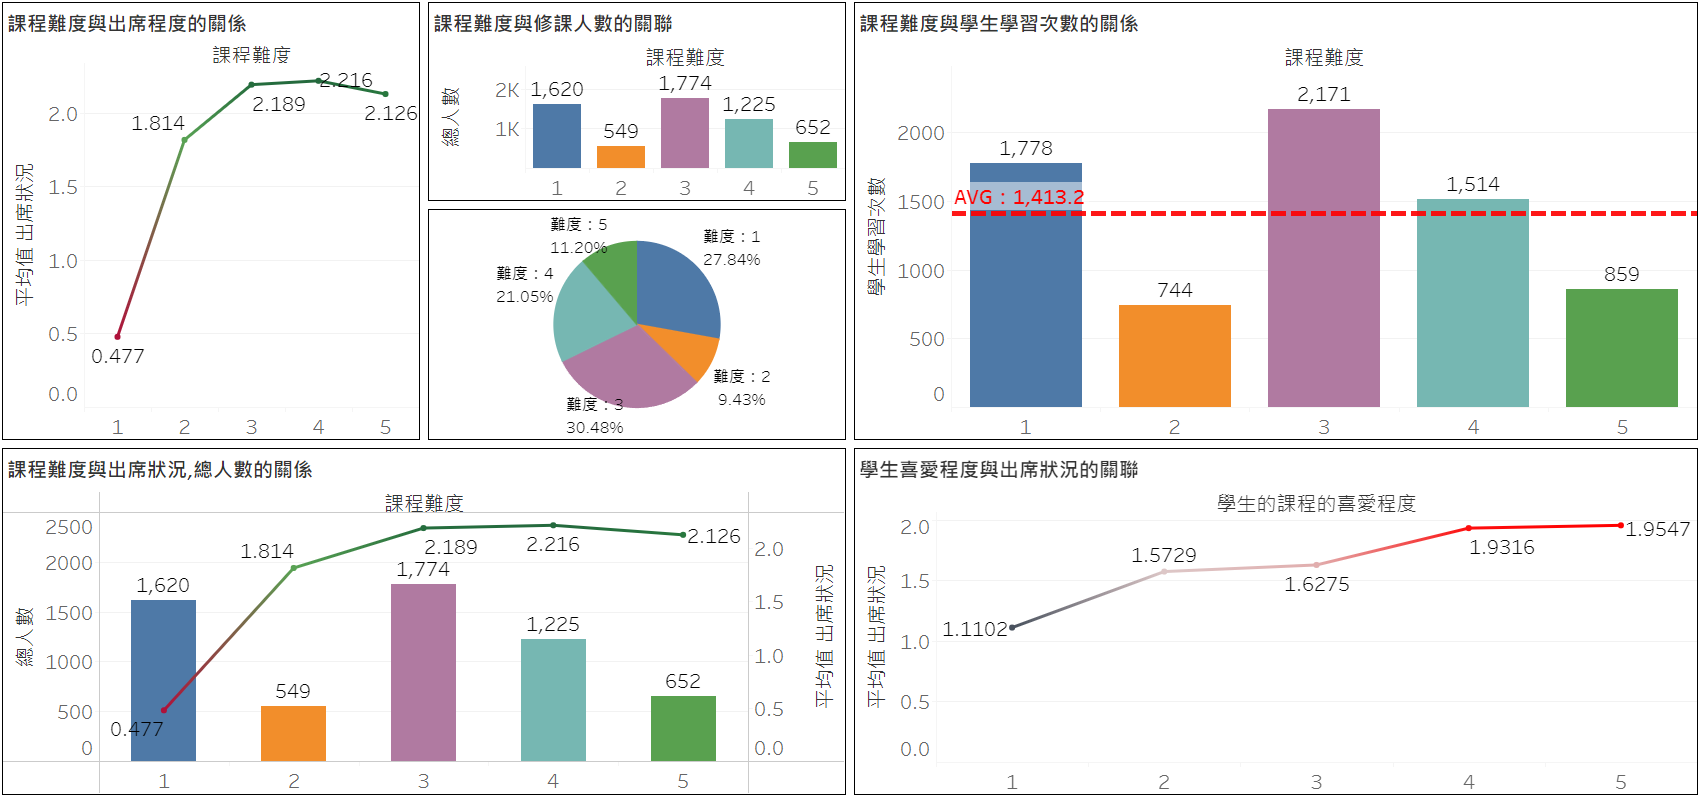 課程難度與出席程度的關係
課程難度
平均值 出席狀況
2.0
1.5
1.0
0.5
0.0
0.477
1.814
2.189
2.216
2.126
1 2 3 4 5
課程難度與修課人數的關聯
課程難度
總人數
2K
1K
1,620 549 1,774 1,225 652
1 2 3 4 5
難度：5
11.20%
難度：1
27.84%
難度：4
21.05%
難度：2
9.43%
難度：3
30.48%
課程難度與學生學習次數的關係
課程難度
學生學習次數
2000
1500
1000
500
0
1,778 744 2,171 1,514 859
AVG：1,413.2
1 2 3 4 5
課程難度與出席狀況,總人數的關係
課程難度
總人數
2500
2000
1500
1000
500
0
1,620 549 1,774 1,225 652
0.477 1.814 2.189 2.216 2.126
平均值 出席狀況
2.0
1.5
1.0
0.5
0.0
1 2 3 4 5
學生喜愛程度與出席狀況的關聯
學生的課程的喜愛程度
平均值 出席狀況
2.0
1.5
1.0
0.5
0.0
1.1102 1.5729 1.6275 1.9316 1.9547
1 2 3 4 5